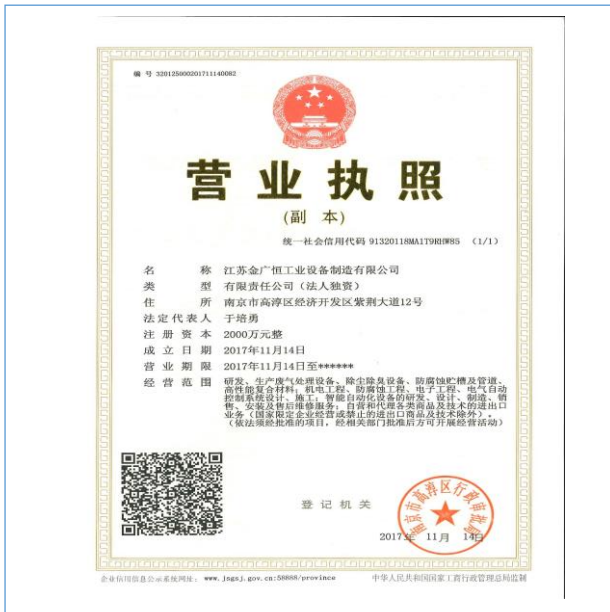 编 号 320125000201711140082
营业执照
(副 本)
统一社会信用代码 91320118MA1T9RHW85 (1/1)
名 称 江苏金广恒工业设备制造有限公司
类 型 有限责任公司（法人独资）
住 所 南京市高淳区经济开发区紫荆大道12号
法定代表人 于培勇
注 册 资 本 2000万元整
成 立 日 期 2017年11月14日
营 业 期 限 2017年11月14日至******
经 营 范 围 研发、生产废气处理设备、除尘除臭设备、防腐蚀贮槽及管道、
高性能复合材料；机电工程、防腐蚀工程、电子工程、电气自动
控制系统设计、施工；智能自动化设备的研发、设计、制造、销
售、安装及售后维修服务；自营和代理各类商品及技术的进出口
业务（国家限定企业经营或禁止的进出口商品及技术除外）。
（依法须经批准的项目，经相关部门批准后方可开展经营活动）
登 记 机 关
南京市高淳区行政审批局
2017年 11月 14日
企业信用信息公示系统网址： www.jsgsj.gov.cn:58888/province
中华人民共和国国家工商行政管理总局监制